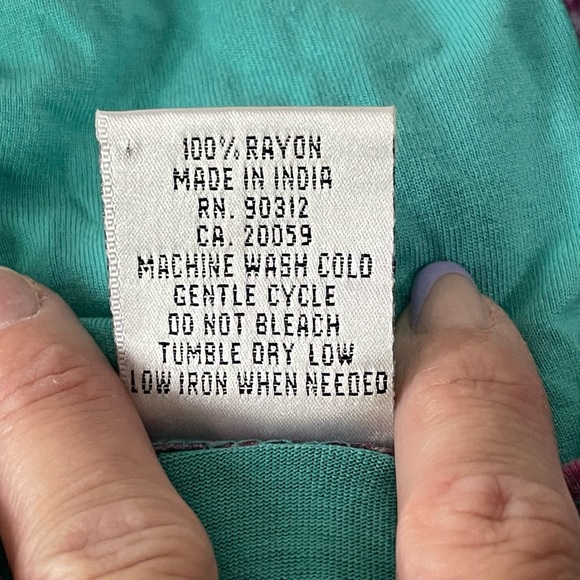 100% RAYON
MADE IN INDIA
RN. 90312
CA. 20059
MACHINE WASH COLD
GENTLE CYCLE
DO NOT BLEACH
TUMBLE DRY LOW
LOW IRON WHEN NEEDED